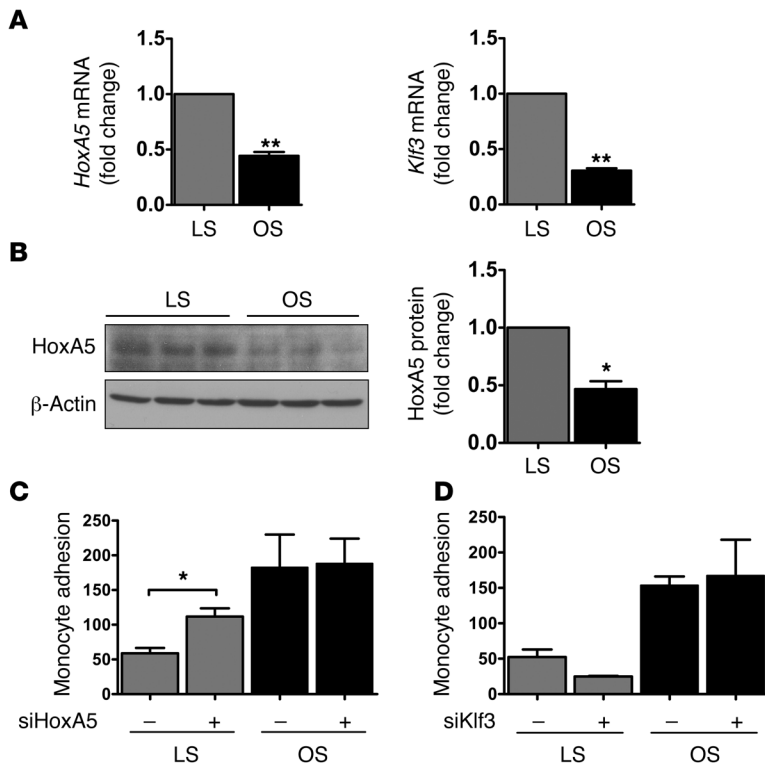 A
HoxA5 mRNA
(fold change)
1.5
1.0
0.5
0.0
**
LS OS
Klf3 mRNA
(fold change)
1.5
1.0
0.5
0.0
**
LS OS
B
LS OS
HoxA5
β-Actin
HoxA5 protein
(fold change)
1.5
1.0
0.5
0.0
*
LS OS
C
Monocyte adhesion
250
200
150
100
50
0
*
siHoxA5 – + – +
LS OS
D
Monocyte adhesion
250
200
150
100
50
0
siKlf3 – + – +
LS OS